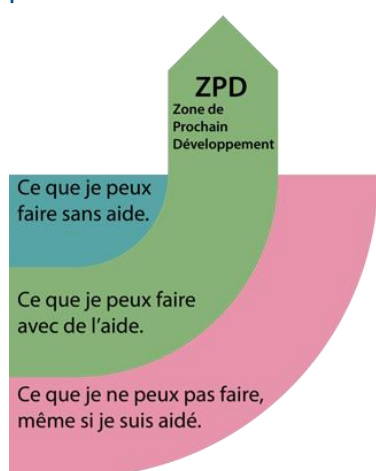 ZPD
Zone de
Prochain
Développement
Ce que je peux
faire sans aide.
Ce que je peux faire
avec de l'aide.
Ce que je ne peux pas faire,
même si je suis aidé.